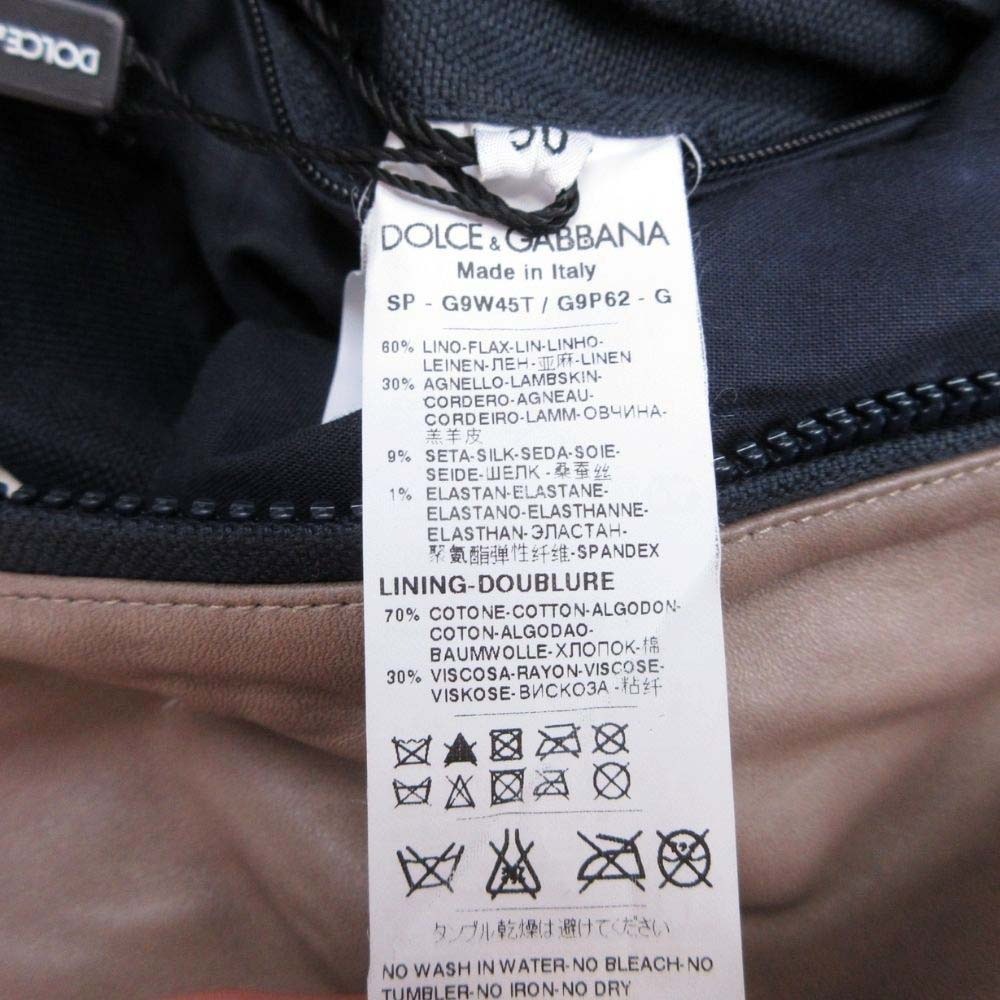 DOLCE&
50
DOLCE & GABBANA
Made in Italy
SP - G9W45T / G9P62 - G
60% LINO-FLAX-LIN-LINHO-
LEINEN-ЛЕН-亚麻-LINEN
30% AGNELLO-LAMBSKIN-
CORDERO-AGNEAU-
CORDEIRO-LAMM-ОВЧИНА-
羔羊皮
9% SETA-SILK-SEDA-SOIE-
SEIDE-ШЕЛК-桑蚕丝
1% ELASTAN-ELASTANE-
ELASTANO-ELASTHANNE-
ELASTHAN-ЭЛАСТАН-
聚氨酯弹性纤维-SPANDEX
LINING-DOUBLURE
70% COTONE-COTTON-ALGODON-
COTON-ALGODAO-
BAUMWOLLE-ХЛОПОК-棉
30% VISCOSA-RAYON-VISCOSE-
VISKOSE-ВИСКОЗА-粘纤
タンブル乾燥は避けてください
NO WASH IN WATER-NO BLEACH-NO
TUMBLER-NO IRON-NO DRY